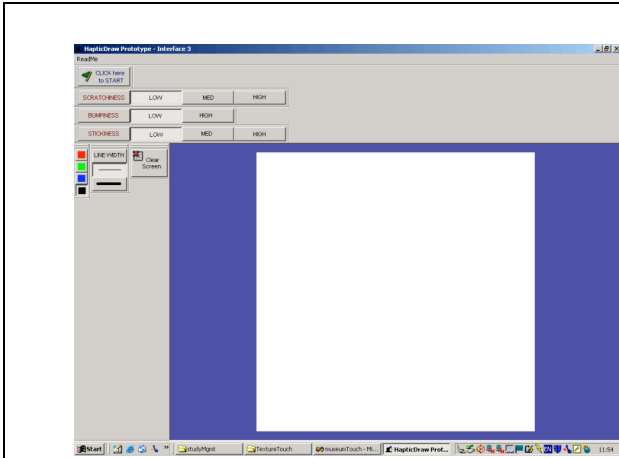 HapticDraw Prototype - Interface 3
ReadMe
CLICK here
to START
SCRATCHINESS LOW MED HIGH
BUMPINESS LOW HIGH
STICKINESS LOW MED HIGH
LINE WIDTH
Clear
Screen
Start » studyMgmt TextureTouch museumTouch - Mi... HapticDraw Prot... EN 11:54